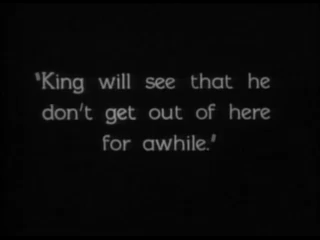 "King will see that he
don't get out of here
for awhile."